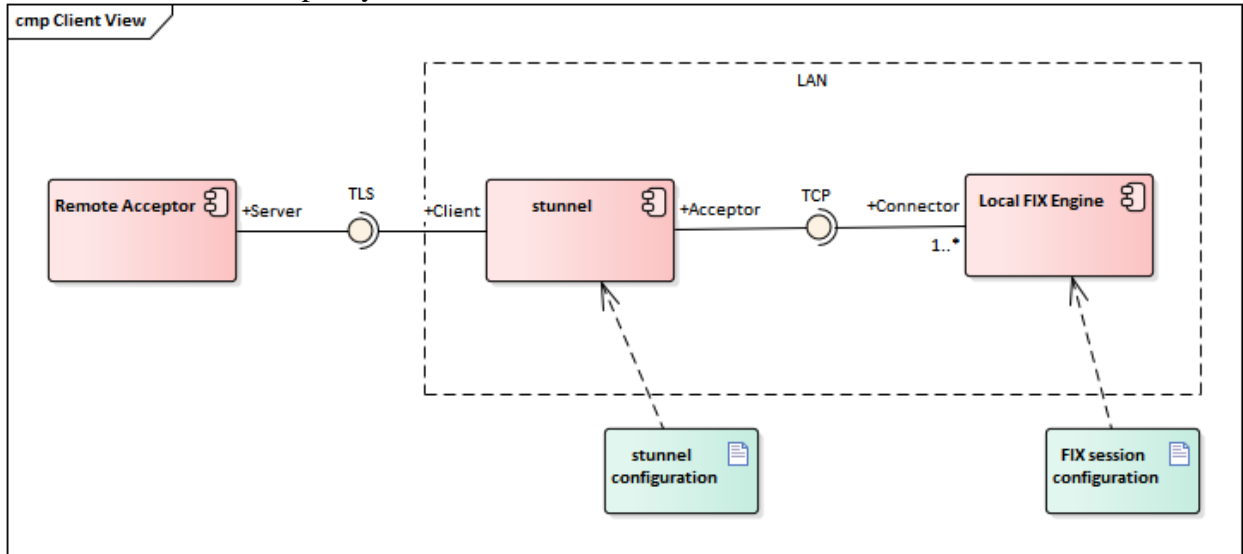 cmp Client View
LAN
Remote Acceptor
+Server
TLS
+Client
stunnel
+Acceptor
TCP
+Connector
1..*
Local FIX Engine
stunnel
configuration
FIX session
configuration